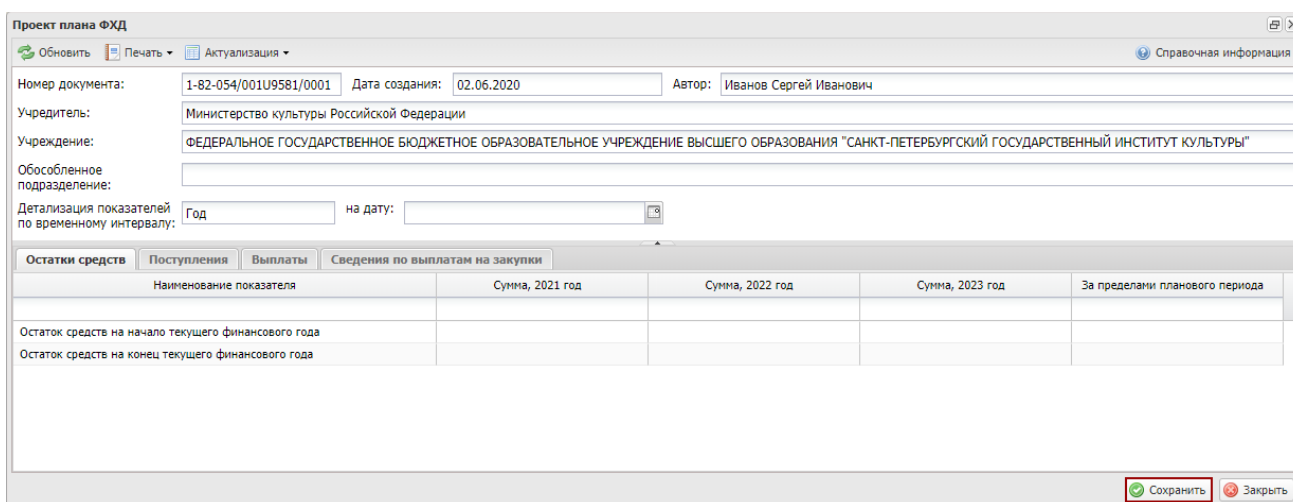 Проект плана ФХД
Обновить Печать Актуализация Справочная информация
Номер документа: 1-82-054/001U9581/0001 Дата создания: 02.06.2020 Автор: Иванов Сергей Иванович
Учредитель: Министерство культуры Российской Федерации
Учреждение: ФЕДЕРАЛЬНОЕ ГОСУДАРСТВЕННОЕ БЮДЖЕТНОЕ ОБРАЗОВАТЕЛЬНОЕ УЧРЕЖДЕНИЕ ВЫСШЕГО ОБРАЗОВАНИЯ "САНКТ-ПЕТЕРБУРГСКИЙ ГОСУДАРСТВЕННЫЙ ИНСТИТУТ КУЛЬТУРЫ"
Обособленное
подразделение:
Детализация показателей
по временному интервалу: Год на дату:
Остатки средств Поступления Выплаты Сведения по выплатам на закупки
Наименование показателя Сумма, 2021 год Сумма, 2022 год Сумма, 2023 год За пределами планового периода
Остаток средств на начало текущего финансового года
Остаток средств на конец текущего финансового года
Сохранить Закрыть